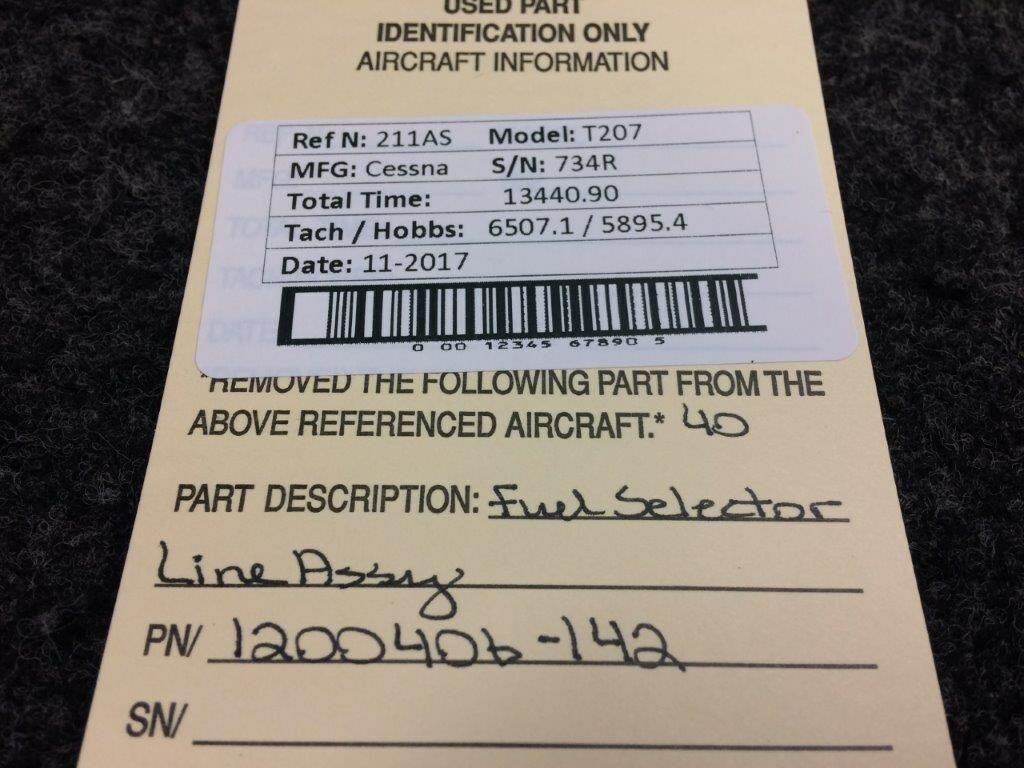 USED PART
IDENTIFICATION ONLY
AIRCRAFT INFORMATION
Ref N: 211AS Model: T207
MFG: Cessna S/N: 734R
Total Time: 13440.90
Tach / Hobbs: 6507.1 / 5895.4
Date: 11-2017
0 00 12345 67890 5
*REMOVED THE FOLLOWING PART FROM THE
ABOVE REFERENCED AIRCRAFT.* 40
PART DESCRIPTION: Fuel Selector
Line Assy
PN/ 1200406-142
SN/